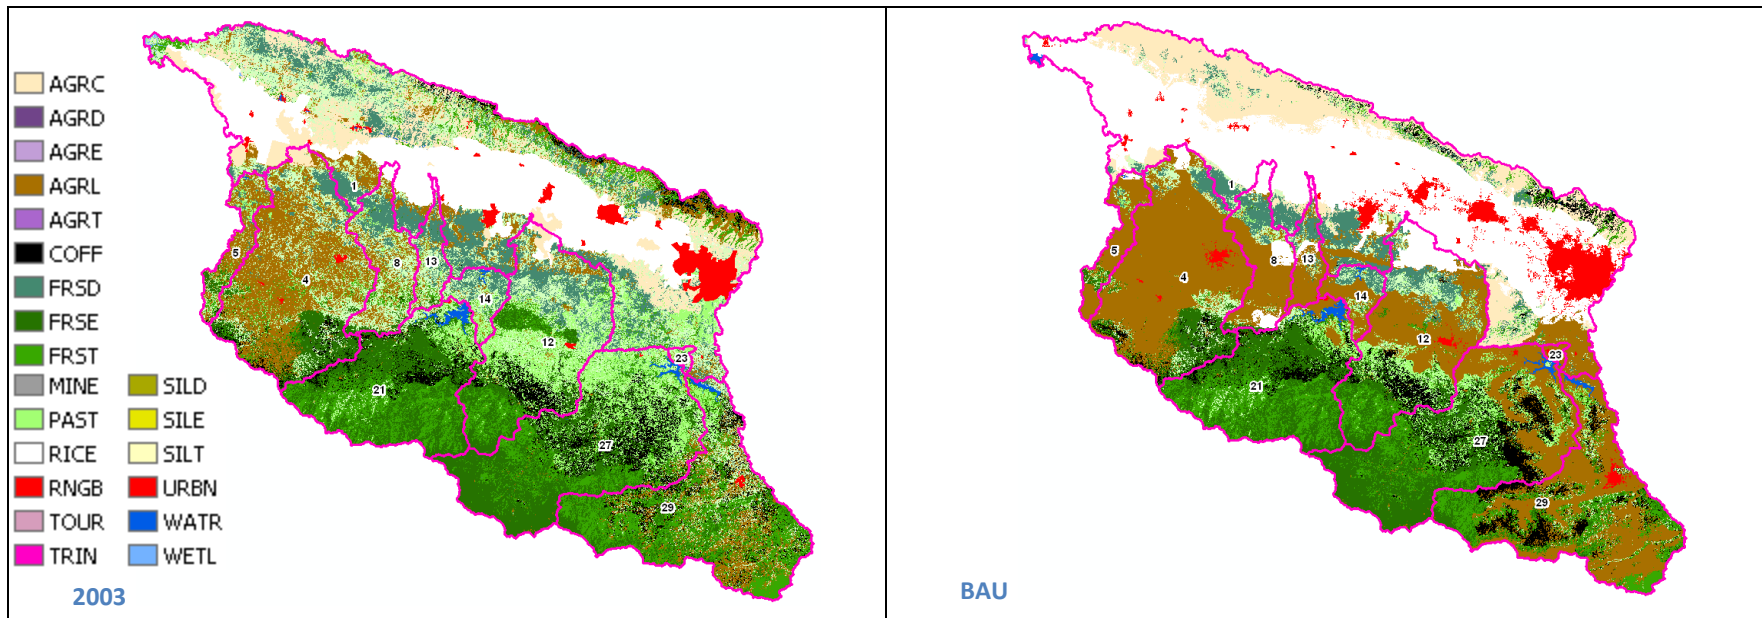 AGRC
AGRD
AGRE
AGRL
AGRT
COFF
FRSD
FRSE
FRST
MINE SILD
PAST SILE
RICE SILT
RNGB URBN
TOUR WATR
TRIN WETL
1
5
8
13
4
14
12
23
21
27
29
2003
1
5
8
13
4
14
12
23
21
27
29
BAU